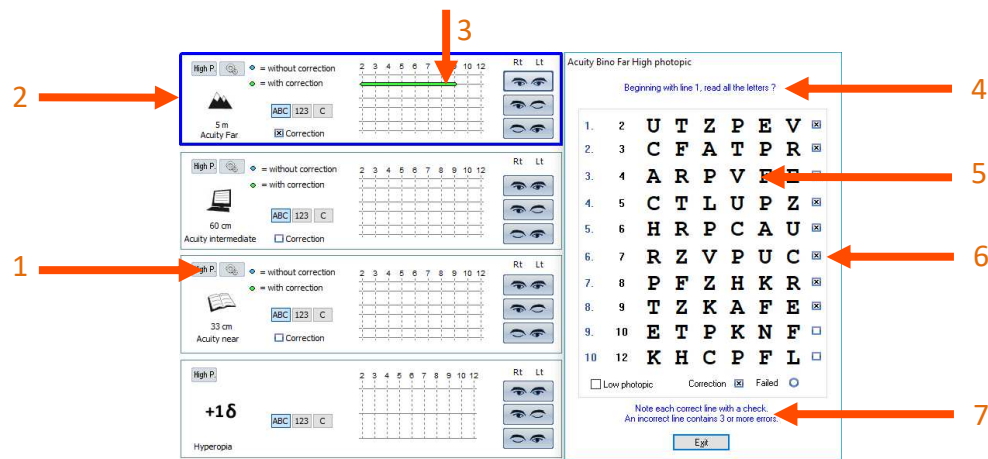 3
High P.
= without correction
= with correction
2 3 4 5 6 7 8 9 10 12
Rt Lt
ABC 123 C
5 m
Acuity Far
Correction
2
High P.
= without correction
= with correction
2 3 4 5 6 7 8 9 10 12
Rt Lt
ABC 123 C
60 cm
Acuity intermediate
Correction
1
High P.
= without correction
= with correction
2 3 4 5 6 7 8 9 10 12
Rt Lt
ABC 123 C
33 cm
Acuity near
Correction
High P.
2 3 4 5 6 7 8 9 10 12
Rt Lt
+1δ
ABC 123 C
Hyperopia
Acuity Bino Far High photopic
Beginning with line 1, read all the letters ?
4
1. 2 U T Z P E V
2. 3 C F A T P R
3. 4 A R P V F E
5
4. 5 C T L U P Z
5. 6 H R P C A U
6. 7 R Z V P U C
6
7. 8 P F Z H K R
8. 9 T Z K A F E
9. 10 E T P K N F
10 12 K H C P F L
Low photopic Correction Failed
Note each correct line with a check.
An incorrect line contains 3 or more errors.
7
Exit